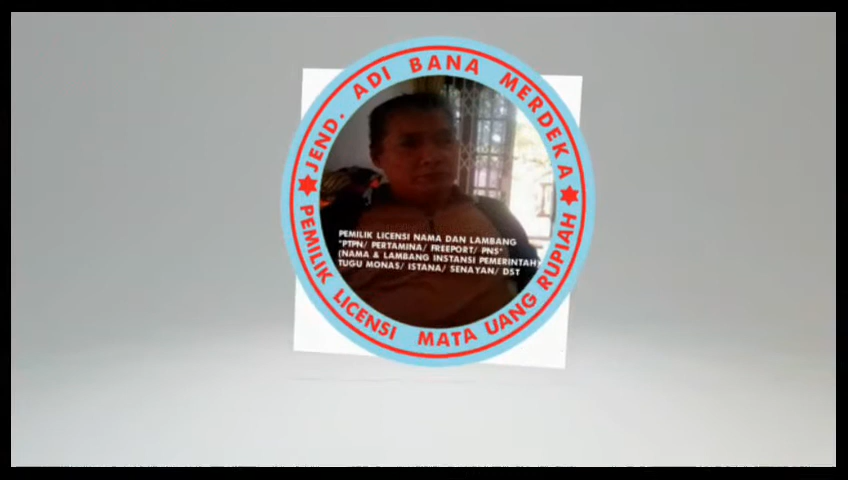 JEND. ADI BANA MERDEKA
PEMILIK LICENSI NAMA DAN LAMBANG
"PTPN/ PERTAMINA/ FREEPORT/ PNS"
(NAMA & LAMBANG INSTANSI PEMERINTAH)
TUGU MONAS/ ISTANA/ SENAYAN/ DST
PEMILIK LICENSI MATA UANG RUPIAH